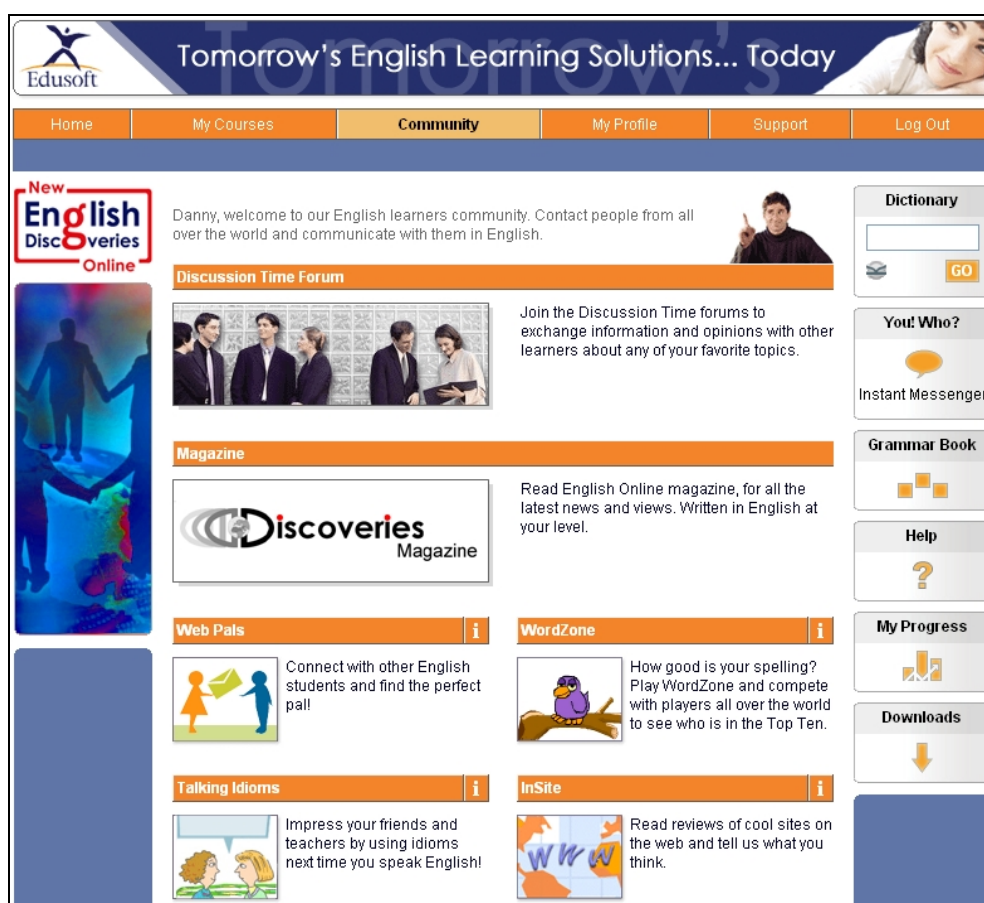 Edusoft
Tomorrow's English Learning Solutions... Today
Tomorrow's
Home
My Courses
Community
My Profile
Support
Log Out
New
English
Discoveries
Online
Danny, welcome to our English learners community. Contact people from all
over the world and communicate with them in English.
Discussion Time Forum
Join the Discussion Time forums to
exchange information and opinions with other
learners about any of your favorite topics.
Magazine
Discoveries
Magazine
Read English Online magazine, for all the
latest news and views. Written in English at
your level.
Web Pals i
Connect with other English
students and find the perfect
pal!
WordZone i
How good is your spelling?
Play WordZone and compete
with players all over the world
to see who is in the Top Ten.
Talking Idioms i
Impress your friends and
teachers by using idioms
next time you speak English!
InSite i
WWW
Read reviews of cool sites on
the web and tell us what you
think.
Dictionary
GO
You! Who?
Instant Messenger
Grammar Book
Help
?
My Progress
Downloads